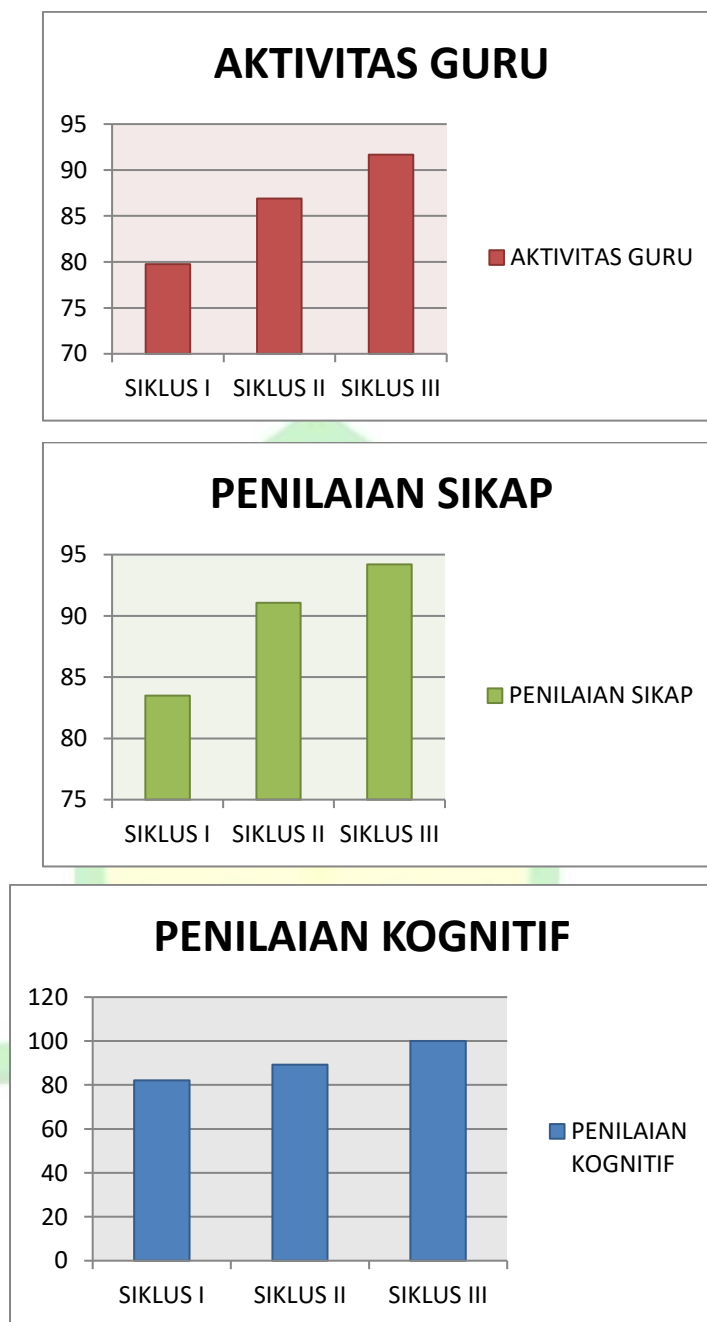 AKTIVITAS GURU
95
90
85
80
75
70
SIKLUS I SIKLUS II SIKLUS III
AKTIVITAS GURU
PENILAIAN SIKAP
95
90
85
80
75
SIKLUS I SIKLUS II SIKLUS III
PENILAIAN SIKAP
PENILAIAN KOGNITIF
120
100
80
60
40
20
0
SIKLUS I SIKLUS II SIKLUS III
PENILAIAN
KOGNITIF